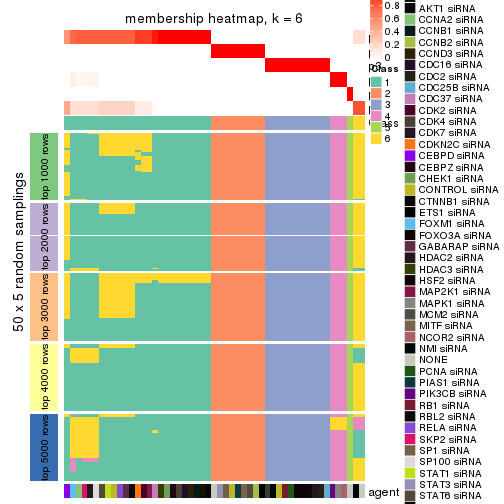 membership heatmap, k = 6
50 x 5 random samplings
top 1000 rows
top 2000 rows
top 3000 rows
top 4000 rows
top 5000 rows
agent
0.8
0.6
0.4
0.2
0
Class
1
2
3
4
5
6
AKT1 siRNA
CCNA2 siRNA
CCNB1 siRNA
CCNB2 siRNA
CCND3 siRNA
CDC16 siRNA
CDC2 siRNA
CDC25B siRNA
CDC37 siRNA
CDK2 siRNA
CDK4 siRNA
CDK7 siRNA
CDKN2C siRNA
CEBPD siRNA
CEBPZ siRNA
CHEK1 siRNA
CONTROL siRNA
CTNNB1 siRNA
ETS1 siRNA
FOXM1 siRNA
FOXO3A siRNA
GABARAP siRNA
HDAC2 siRNA
HDAC3 siRNA
HSF2 siRNA
MAP2K1 siRNA
MAPK1 siRNA
MCM2 siRNA
MITF siRNA
NCOR2 siRNA
NMI siRNA
NONE
PCNA siRNA
PIAS1 siRNA
PIK3CB siRNA
RB1 siRNA
RBL2 siRNA
RELA siRNA
SKP2 siRNA
SP1 siRNA
SP100 siRNA
STAT1 siRNA
STAT3 siRNA
STAT6 siRNA